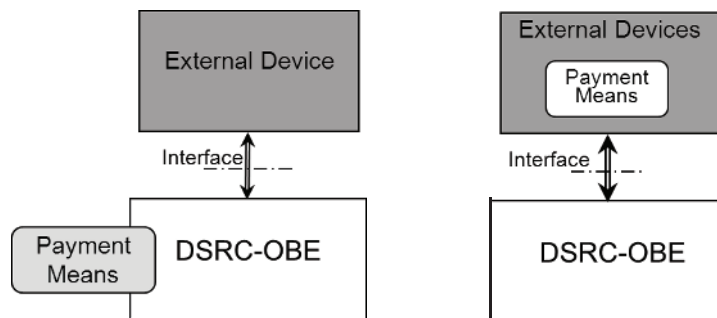 External Device
Interface
Payment
Means
DSRC-OBE
External Devices
Payment
Means
Interface
DSRC-OBE